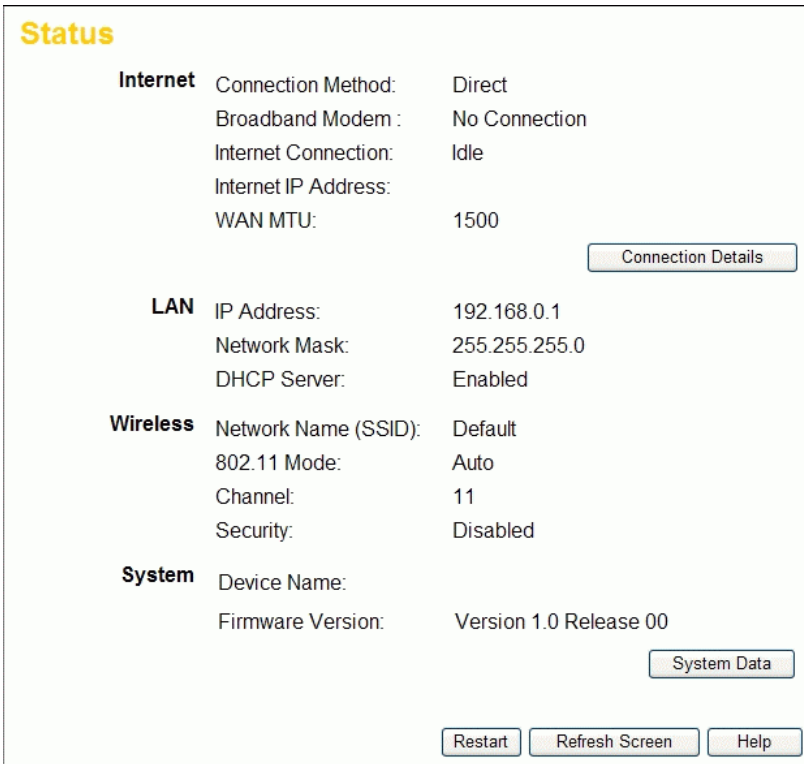 Status
Internet Connection Method: Direct
Broadband Modem : No Connection
Internet Connection: Idle
Internet IP Address:
WAN MTU: 1500
Connection Details
LAN IP Address: 192.168.0.1
Network Mask: 255.255.255.0
DHCP Server: Enabled
Wireless Network Name (SSID): Default
802.11 Mode: Auto
Channel: 11
Security: Disabled
System Device Name:
Firmware Version: Version 1.0 Release 00
System Data
Restart Refresh Screen Help